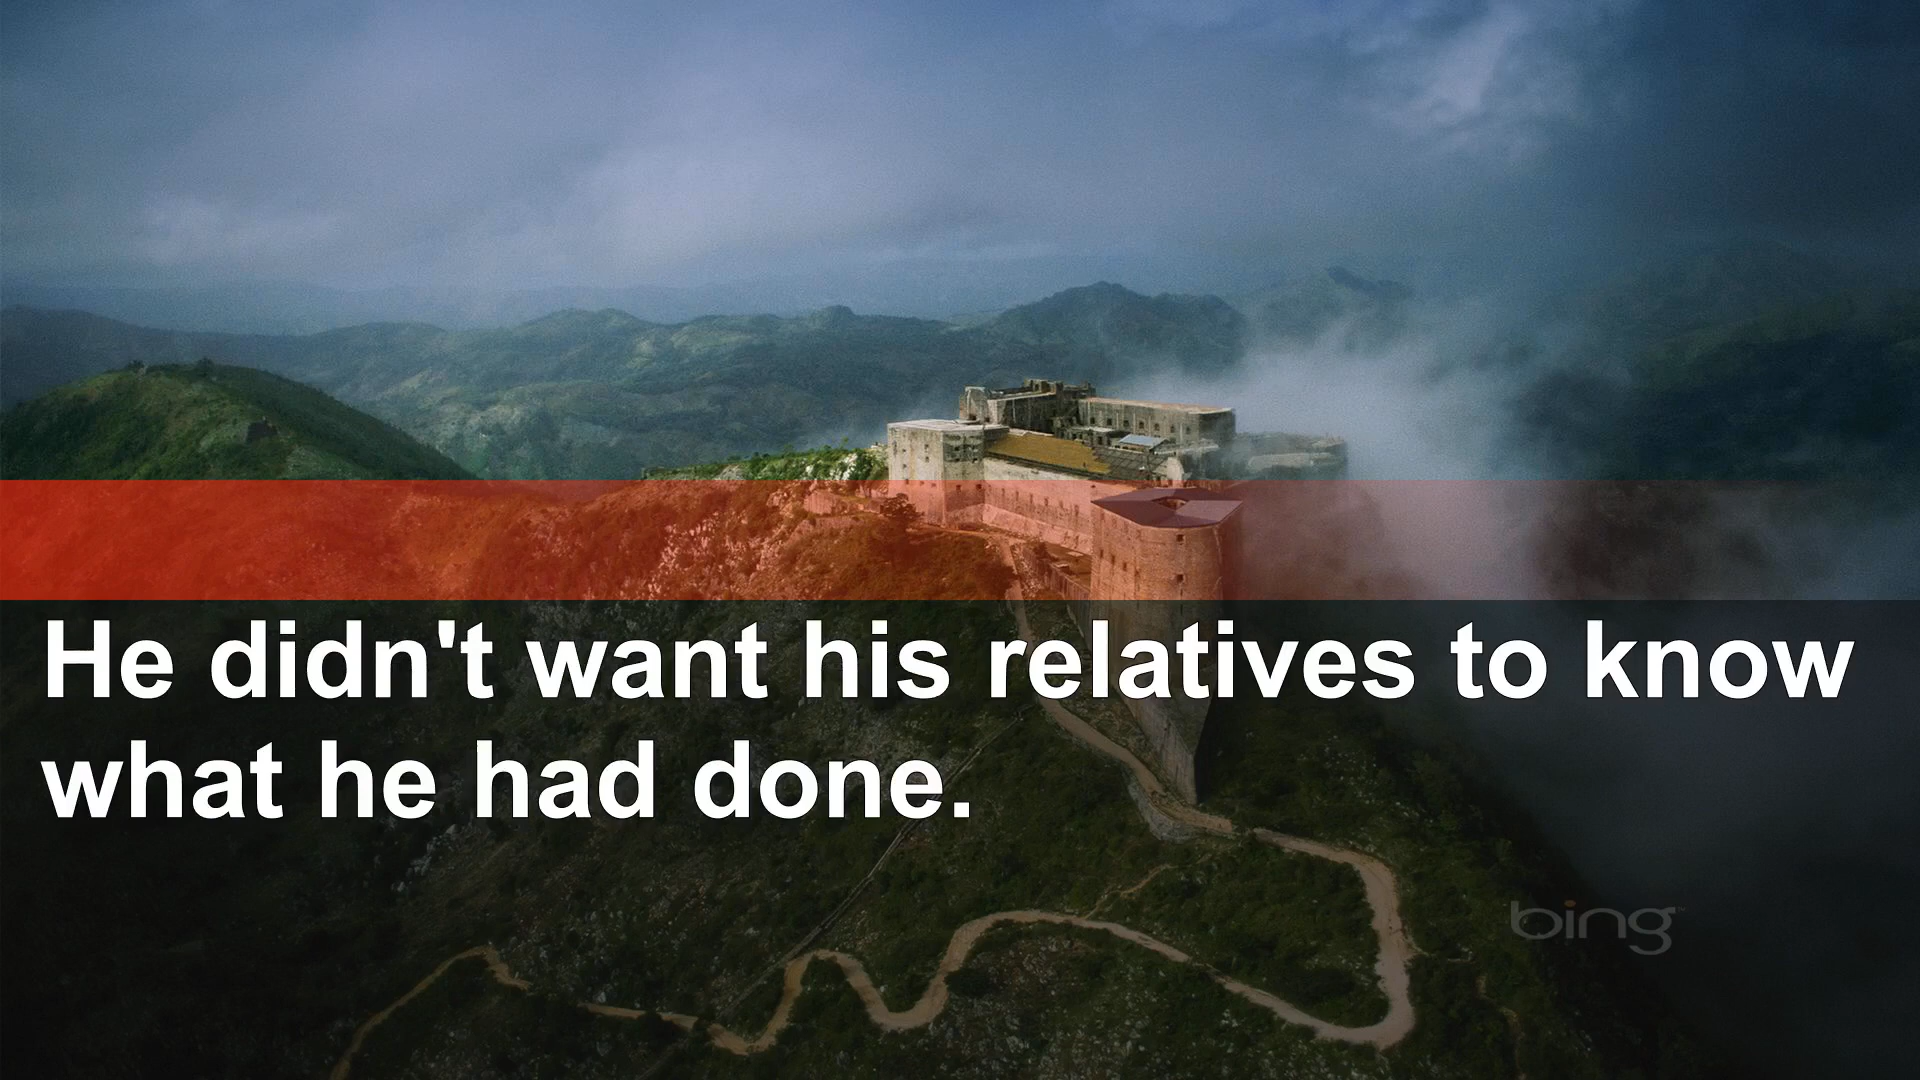 He didn't want his relatives to know
what he had done.
bing